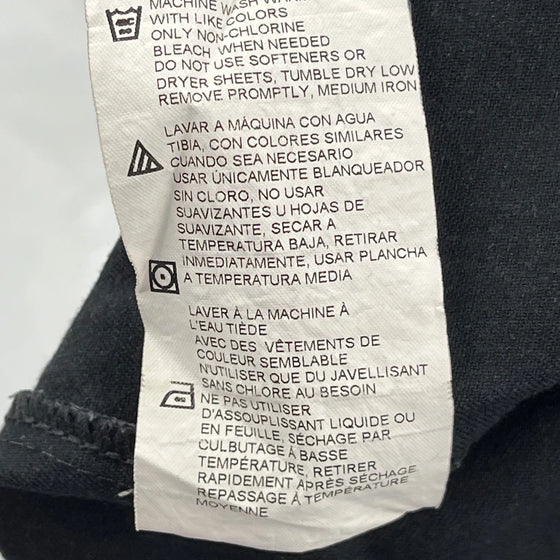 MACHINE WASH WARM
WITH LIKE COLORS
ONLY NON-CHLORINE
BLEACH WHEN NEEDED
DO NOT USE SOFTENERS OR
DRYER SHEETS, TUMBLE DRY LOW
REMOVE PROMPTLY, MEDIUM IRON
LAVAR A MÁQUINA CON AGUA
TIBIA, CON COLORES SIMILARES
CUANDO SEA NECESARIO
USAR ÚNICAMENTE BLANQUEADOR
SIN CLORO, NO USAR
SUAVIZANTES U HOJAS DE
SUAVIZANTE, SECAR A
TEMPERATURA BAJA, RETIRAR
INMEDIATAMENTE, USAR PLANCHA
A TEMPERATURA MEDIA
LAVER À LA MACHINE À
L'EAU TIÈDE
AVEC DES VÊTEMENTS DE
COULEUR SEMBLABLE
N'UTILISER QUE DU JAVELLISANT
SANS CHLORE AU BESOIN
NE PAS UTILISER
D'ASSOUPLISSANT LIQUIDE OU
EN FEUILLE, SÉCHAGE PAR
CULBUTAGE À BASSE
TEMPÉRATURE, RETIRER
RAPIDEMENT APRÈS SÉCHAGE
REPASSAGE À TEMPÉRATURE
MOYENNE